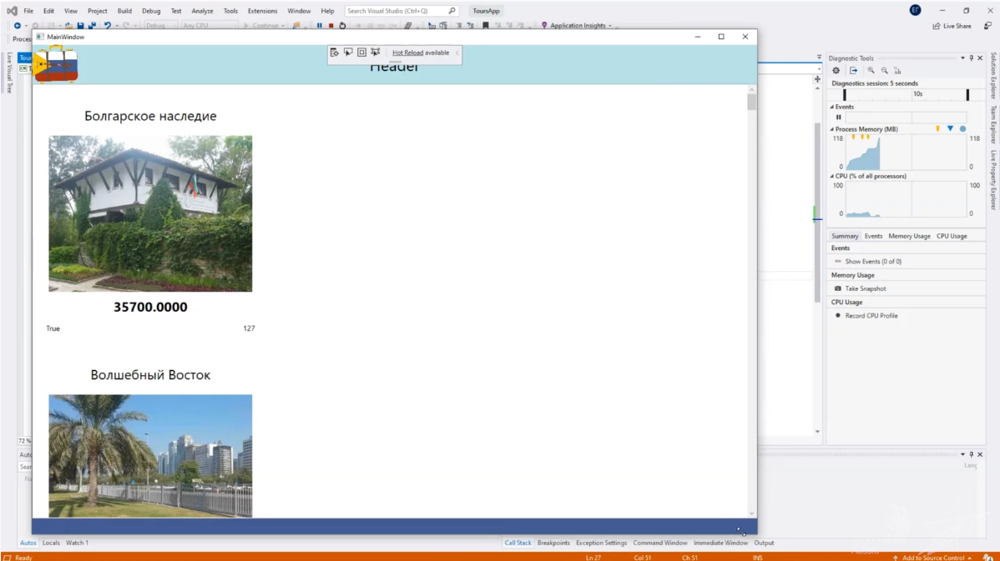 File Edit View Project Build Debug Test Analyze Tools Extensions Window Help Search Visual Studio (Ctrl+Q) ToursApp ЕГ
Debug Any CPU Continue Application Insights Live Share
MainWindow
Hot Reload available
Header
Live Visual Tree
Болгарское наследие
35700.0000
True 127
Волшебный Восток
Diagnostic Tools
Diagnostics session: 5 seconds
10s
Events
Process Memory (MB)
118 118
0 0
CPU (% of all processors)
100 100
0 0
Summary Events Memory Usage CPU Usage
Events
Show Events (0 of 0)
Memory Usage
Take Snapshot
CPU Usage
Record CPU Profile
Solution Explorer
Team Explorer
Live Property Explorer
72 %
Autos Locals Watch 1
Call Stack Breakpoints Exception Settings Command Window Immediate Window Output
Ready Ln 27 Col 51 Ch 51 INS Add to Source Control